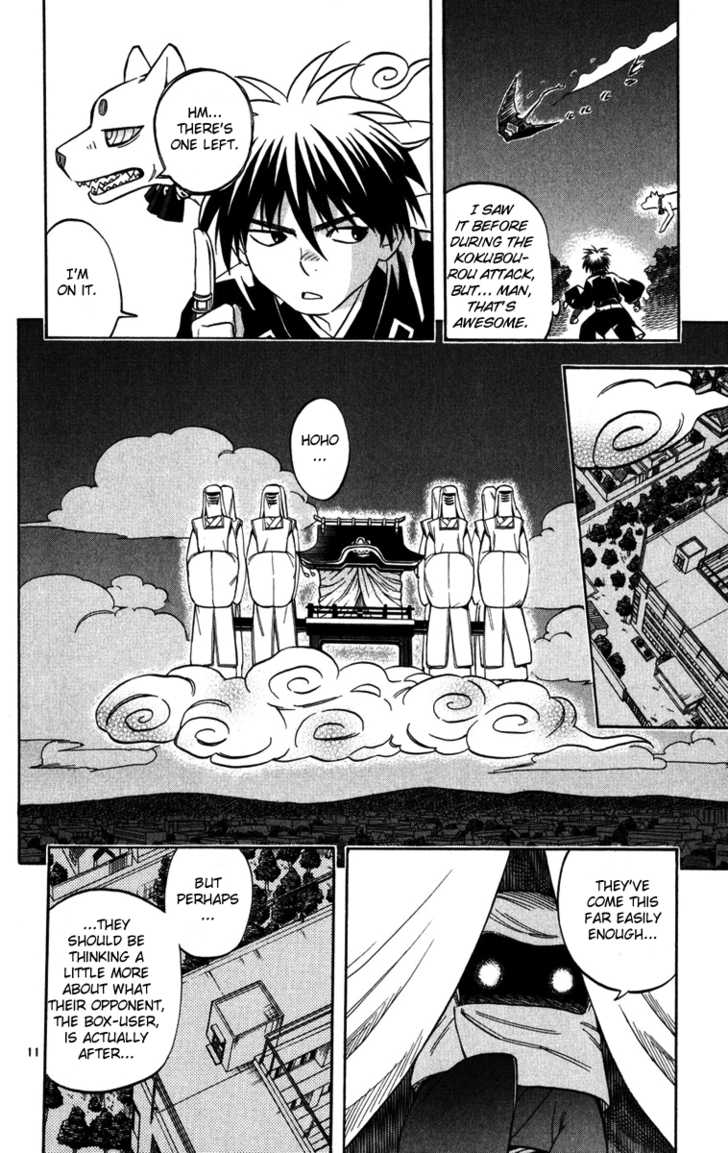 I SAW
IT BEFORE
DURING THE
KOKUBOU-
ROU ATTACK,
BUT... MAN,
THAT'S
AWESOME.
HM...
THERE'S
ONE LEFT.
I'M
ON IT.
HOHO
...
THEY'VE
COME THIS
FAR EASILY
ENOUGH...
BUT
PERHAPS
...
...THEY
SHOULD BE
THINKING
A LITTLE
MORE
ABOUT WHAT
THEIR OPPONENT,
THE BOX-USER,
IS ACTUALLY
AFTER...
11